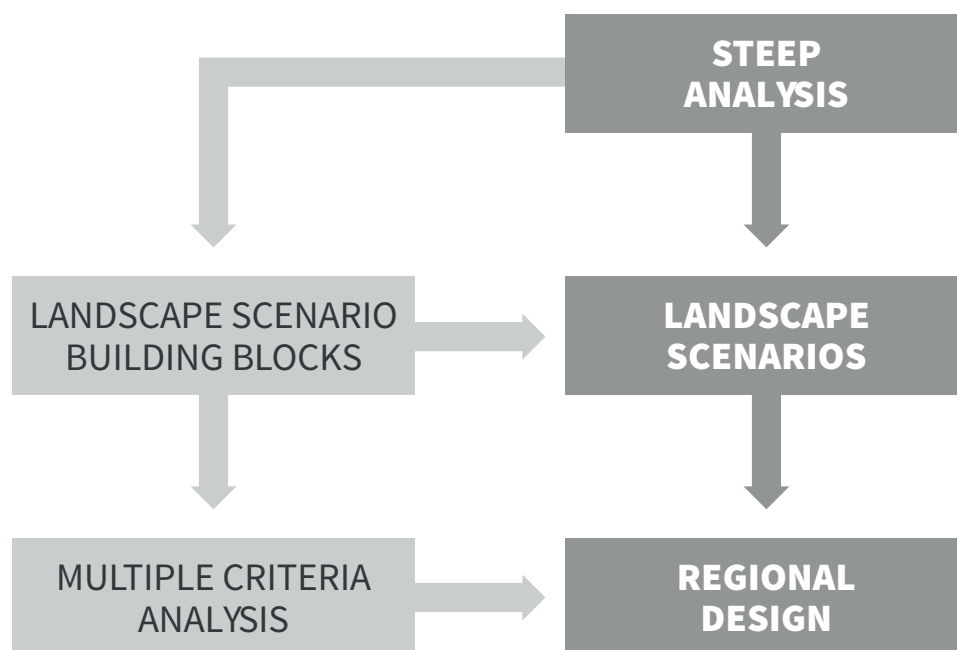 STEEP
ANALYSIS
LANDSCAPE SCENARIO
BUILDING BLOCKS
LANDSCAPE
SCENARIOS
MULTIPLE CRITERIA
ANALYSIS
REGIONAL
DESIGN